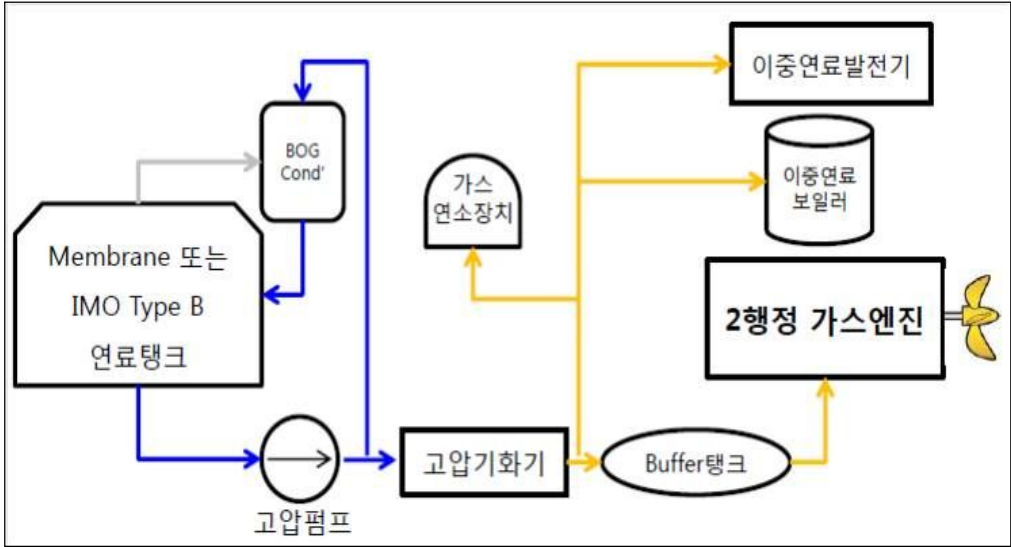 이중연료발전기
BOG
Cond'
가스
연소장치
이중연료
보일러
Membrane 또는
IMO Type B
연료탱크
2행정 가스엔진
고압기화기
Buffer탱크
고압펌프